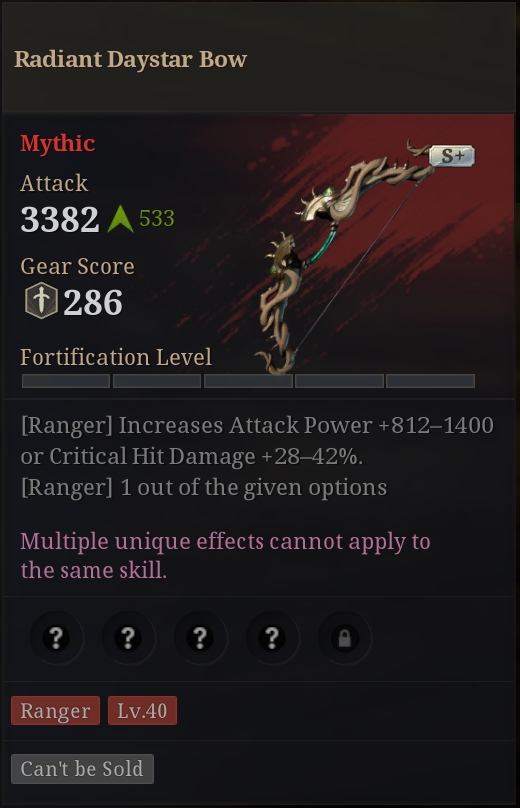 Radiant Daystar Bow
Mythic
S+
Attack
3382 533
Gear Score
286
Fortification Level
[Ranger] Increases Attack Power +812–1400
or Critical Hit Damage +28–42%.
[Ranger] 1 out of the given options
Multiple unique effects cannot apply to
the same skill.
? ? ? ?
Ranger Lv.40
Can't be Sold